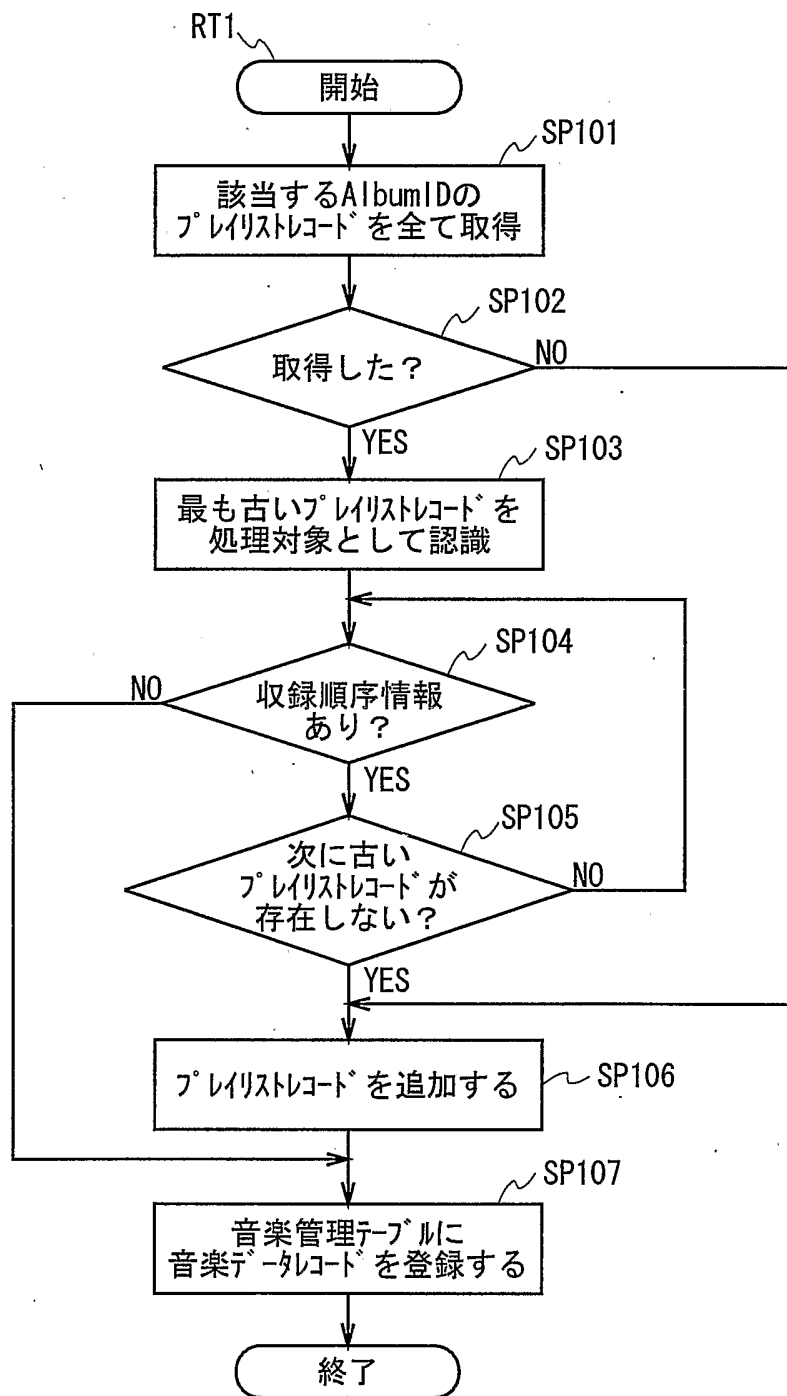 RT1
開始
SP101
該当するAlbumIDの
プレイリストレコードを全て取得
SP102
取得した?
NO
YES
SP103
最も古いプレイリストレコードを
処理対象として認識
SP104
NO
収録順序情報
あり?
YES
SP105
次に古い
プレイリストレコードが
存在しない?
NO
YES
プレイリストレコードを追加する
SP106
SP107
音楽管理テーブルに
音楽データレコードを登録する
終了